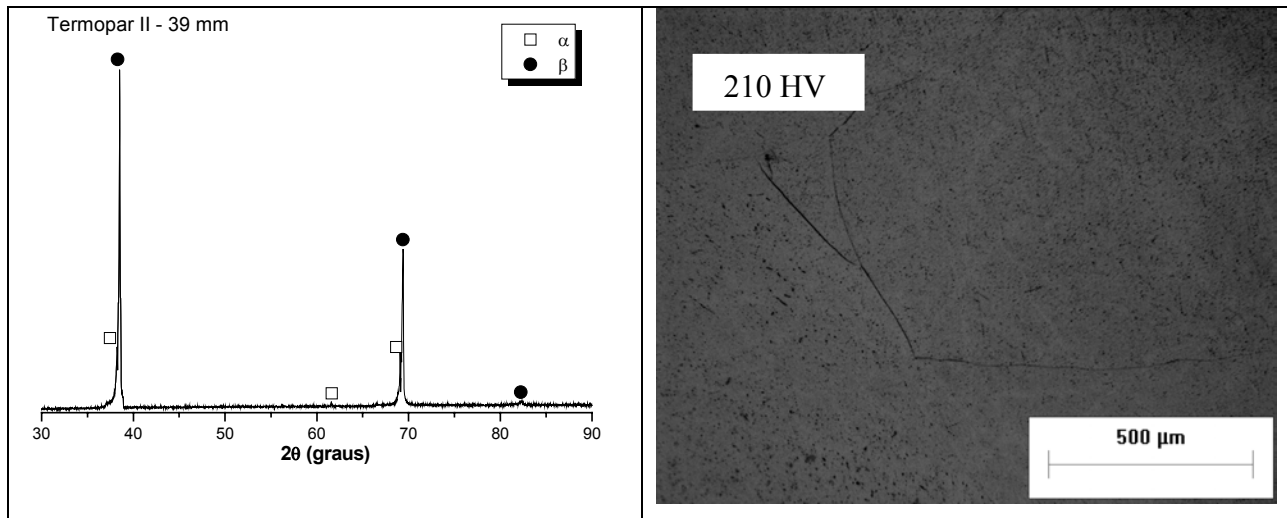 Termopar II - 39 mm
α
β
30 40 50 60 70 80 90
2θ (graus)
210 HV
500 µm